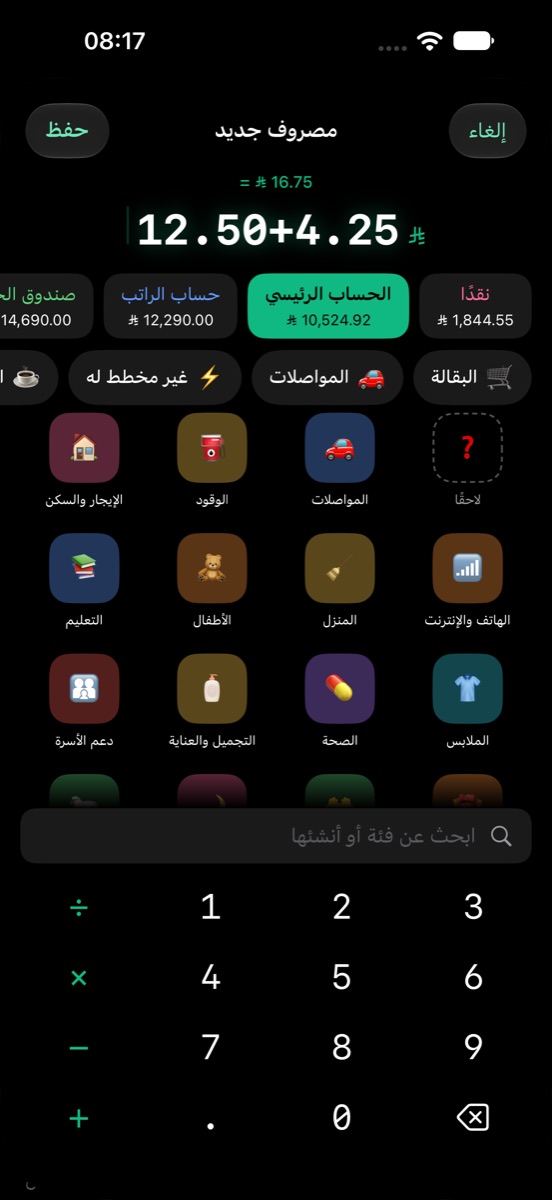 08:17
إلغاء
مصروف جديد
حفظ
= ⃁ 16.75
12.50+4.25 ⃁
نقدًا
⃁ 1,844.55
الحساب الرئيسي
⃁ 10,524.92
حساب الراتب
⃁ 12,290.00
صندوق
14,690.00
البقالة
المواصلات
غير مخطط له
لاحقًا
المواصلات
الوقود
الإيجار والسكن
الهاتف والإنترنت
المنزل
الأطفال
التعليم
الملابس
الصحة
التجميل والعناية
دعم الأسرة
ابحث عن فئة أو أنشئها
÷ 1 2 3
× 4 5 6
− 7 8 9
+ . 0